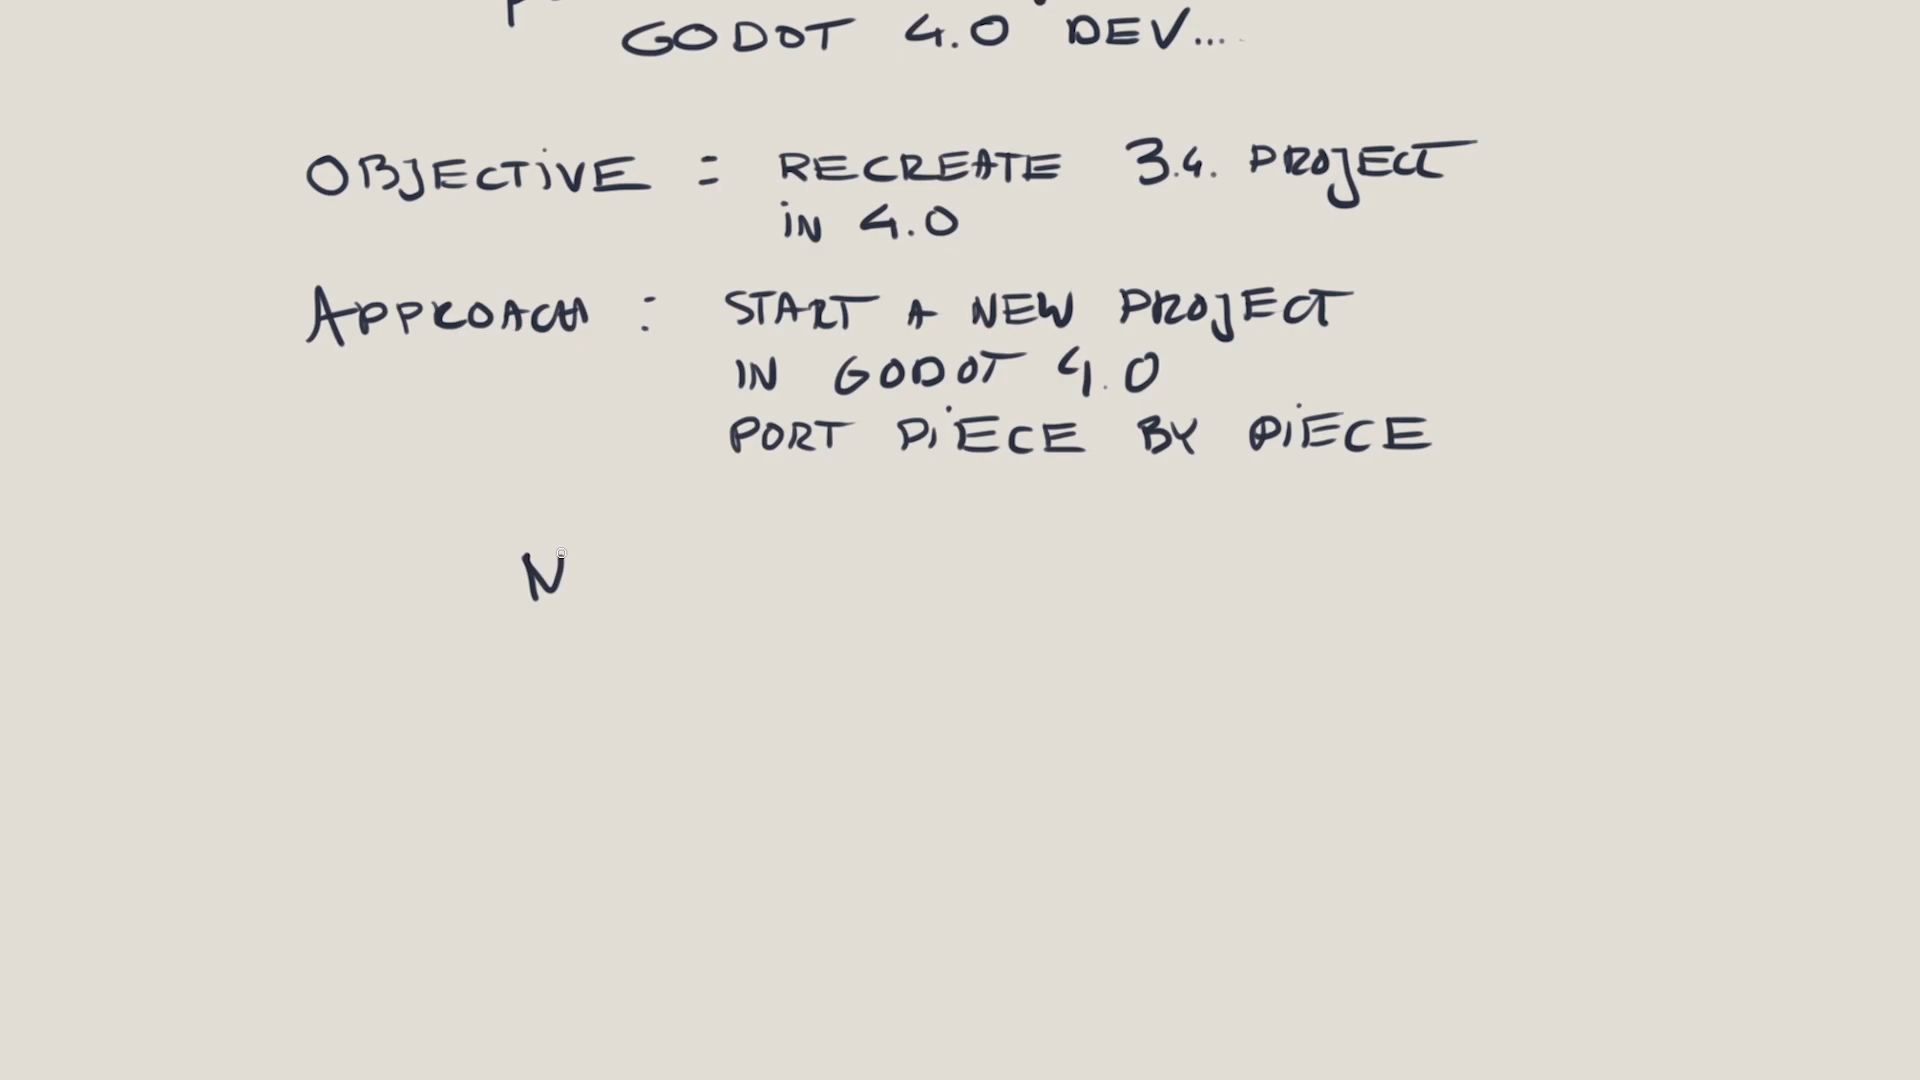 GODOT 4.0 DEV...
OBJECTIVE = RECREATE 3.4. PROJECT
IN 4.0
APPROACH : START A NEW PROJECT
IN GODOT 4.0
PORT PIECE BY PIECE
N